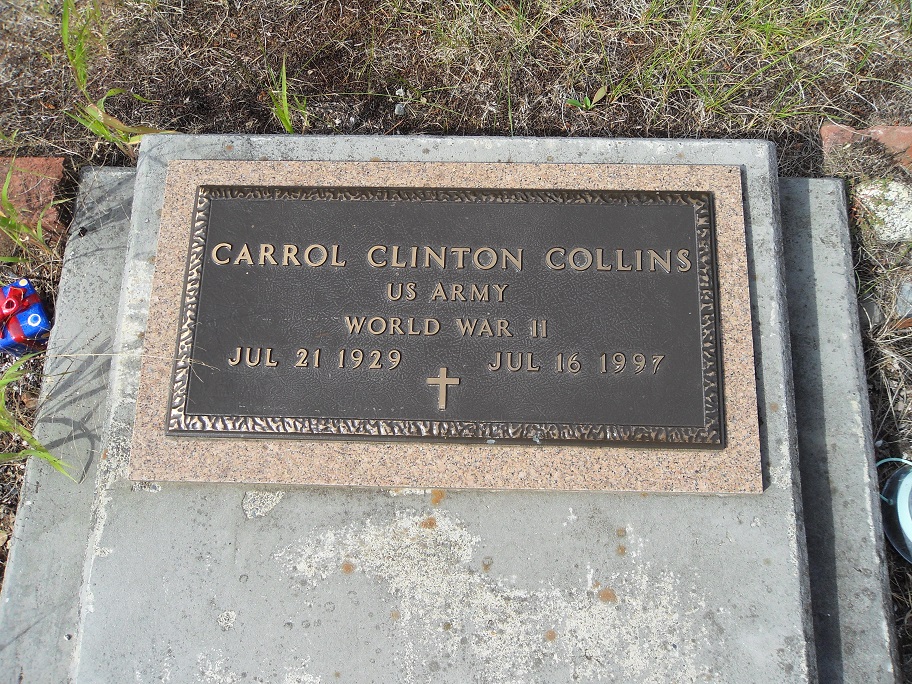 CARROL CLINTON COLLINS
US ARMY
WORLD WAR II
JUL 21 1929 JUL 16 1997